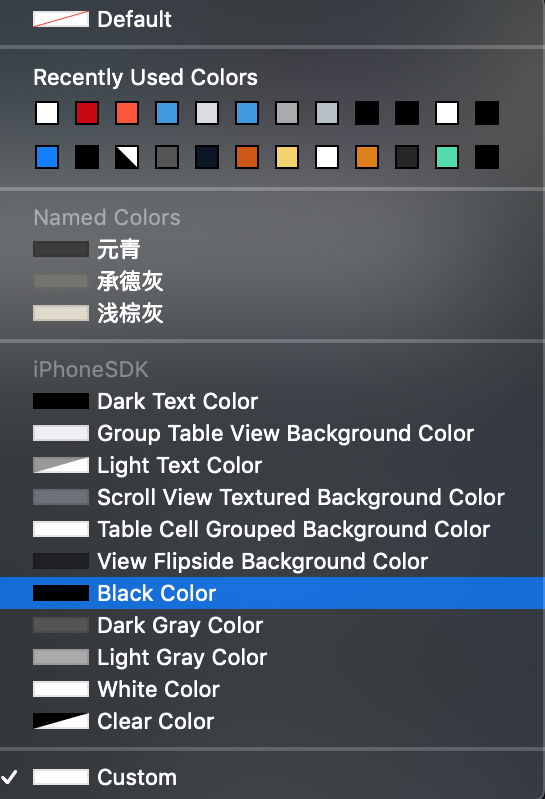 Default
Recently Used Colors
Named Colors
元青
承德灰
浅棕灰
iPhoneSDK
Dark Text Color
Group Table View Background Color
Light Text Color
Scroll View Textured Background Color
Table Cell Grouped Background Color
View Flipside Background Color
Black Color
Dark Gray Color
Light Gray Color
White Color
Clear Color
Custom